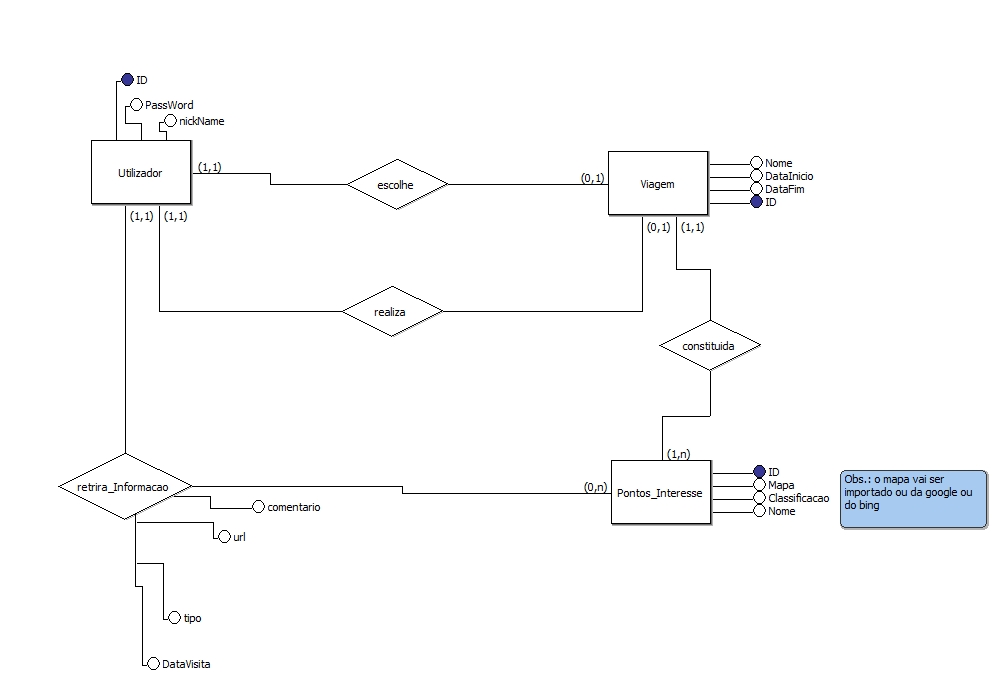 ID
PassWord
nickName
Utilizador
(1,1)
escolhe
(0,1)
Viagem
Nome
DataInicio
DataFim
ID
(1,1)
(1,1)
(0,1)
(1,1)
realiza
constituida
(1,n)
retrira_Informacao
(0,n)
Pontos_Interesse
ID
Mapa
Classificacao
Nome
Obs.: o mapa vai ser
importado ou da google ou
do bing
comentario
url
tipo
DataVisita